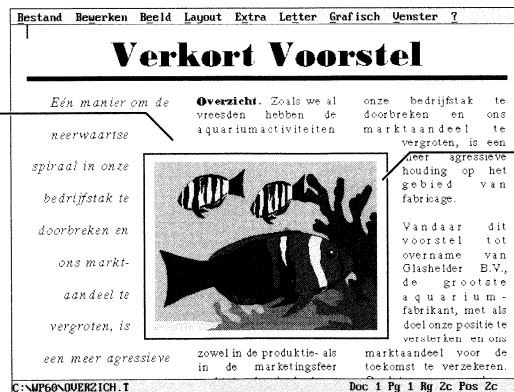 Bestand Bewerken Beeld Layout Extra Letter Grafisch Venster ?
Verkort Voorstel
Eén manier om de
neerwaartse
spiraal in onze
bedrijfstak te
doorbreken en
ons markt-
aandeel te
vergroten, is
een meer agressieve
Overzicht. Zoals we al
vreesden hebben de
aquariumactiviteiten
zowel in de produktie- als
in de marketingsfeer
onze bedrijfstak te
doorbreken en ons
marktaandeel te
vergroten, is een
meer agressieve
houding op het
gebied van
fabricage.
Vandaar dit
voorstel tot
overname van
Glashelder B.V.,
de grootste
aquarium-
fabrikant, met als
doel onze positie te
versterken en ons
marktaandeel voor de
toekomst te verzekeren.
C:\WP60\OVERZICH.T Doc 1 Pg 1 Rg 2c Pos 2c